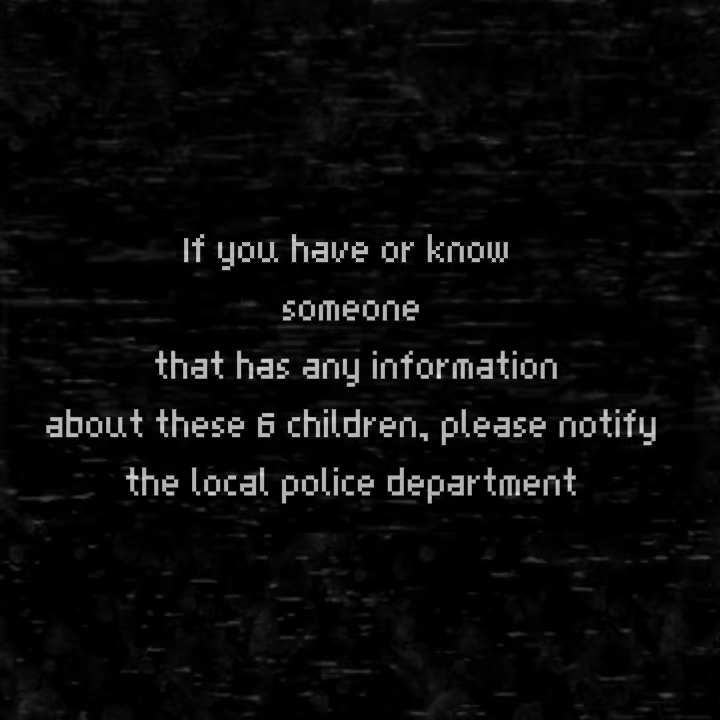 If you have or know
someone
that has any information
about these 6 children, please notify
the local police department